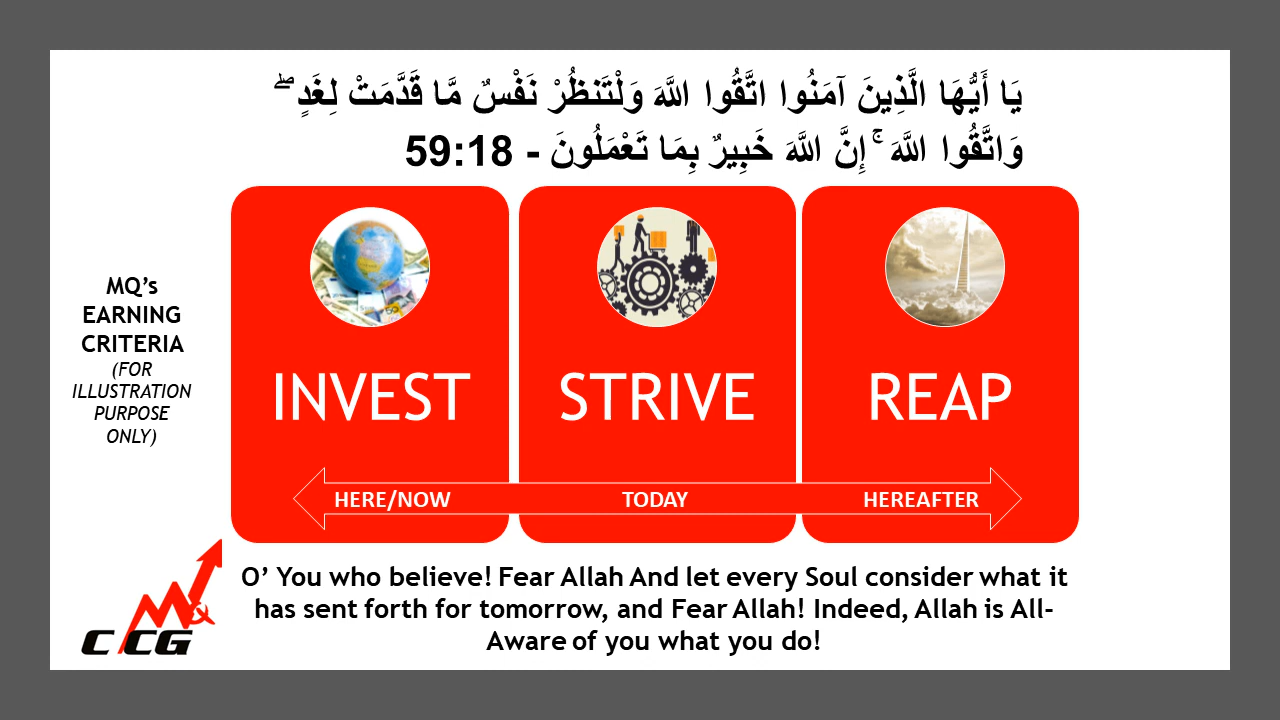 يَا أَيُّهَا الَّذِينَ آمَنُوا اتَّقُوا اللَّهَ وَلْتَنظُرْ نَفْسٌ مَّا قَدَّمَتْ لِغَدٍ ۖ
وَاتَّقُوا اللَّهَ ۚ إِنَّ اللَّهَ خَبِيرٌ بِمَا تَعْمَلُونَ - 59:18
MQ’s
EARNING
CRITERIA
(FOR
ILLUSTRATION
PURPOSE
ONLY)
INVEST
STRIVE
REAP
HERE/NOW
TODAY
HEREAFTER
O’ You who believe! Fear Allah And let every Soul consider what it
has sent forth for tomorrow, and Fear Allah! Indeed, Allah is All-
Aware of you what you do!